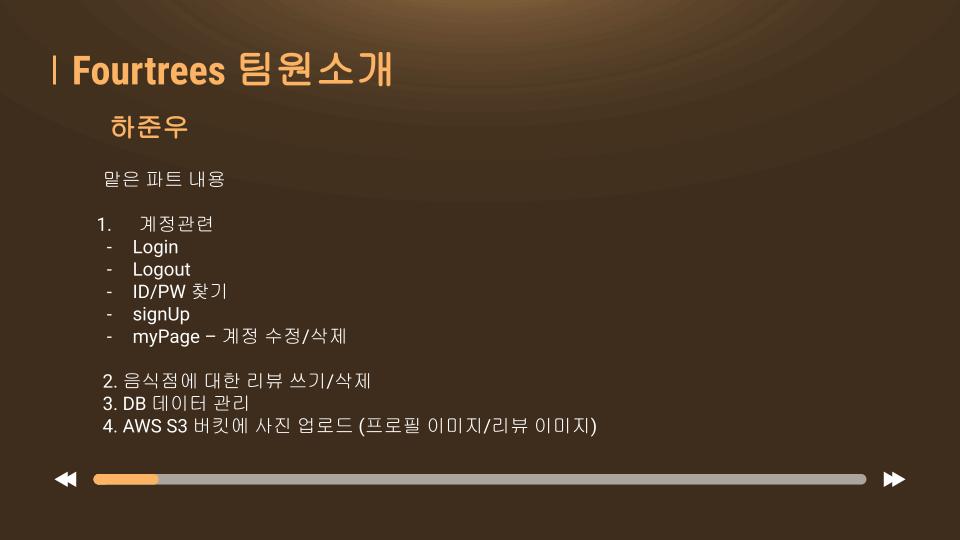 Fourtrees 팀원소개
하준우
맡은 파트 내용
1. 계정관련
- Login
- Logout
- ID/PW 찾기
- signUp
- myPage – 계정 수정/삭제
2. 음식점에 대한 리뷰 쓰기/삭제
3. DB 데이터 관리
4. AWS S3 버킷에 사진 업로드 (프로필 이미지/리뷰 이미지)